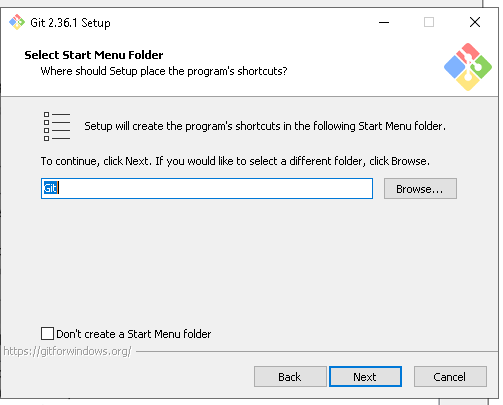 Git 2.36.1 Setup
Select Start Menu Folder
Where should Setup place the program's shortcuts?
Setup will create the program's shortcuts in the following Start Menu folder.
To continue, click Next. If you would like to select a different folder, click Browse.
Git
Browse...
Don't create a Start Menu folder
https://gitforwindows.org/
Back
Next
Cancel